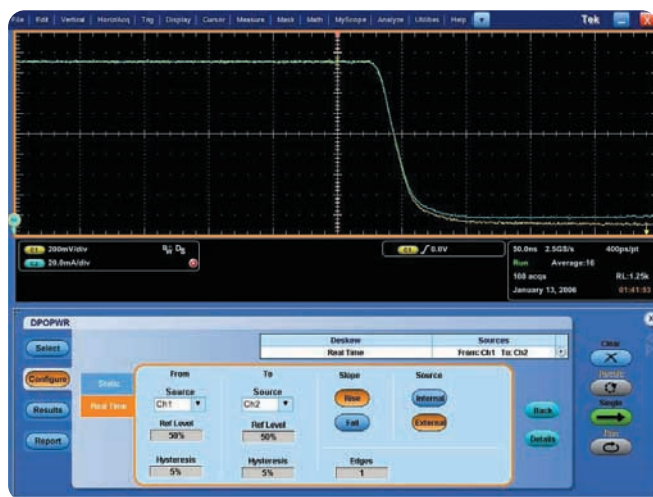 File | Edit | Vertical | Horiz/Acq | Trig | Display | Cursor | Measure | Mask | Math | MyScope | Analyze | Utilities | Help
Tek
C1 200mV/div
C2 20.0mA/div
C1 0.0V
50.0ns 2.5GS/s 400ps/pt
Run Average:16
108 acqs RL:1.25k
January 13, 2006 01:41:53
DPOPWR
Select
Configure
Results
Report
Static
Real Time
Deskew Sources
Real Time From: Ch1 To: Ch2
From To Slope Source
Source Source
Ch1 Ch2
Rise Internal
Ref Level Ref Level
Fall External
50% 50%
Hysteresis Hysteresis Edges
5% 5% 1
Back
Details
Clear
Single